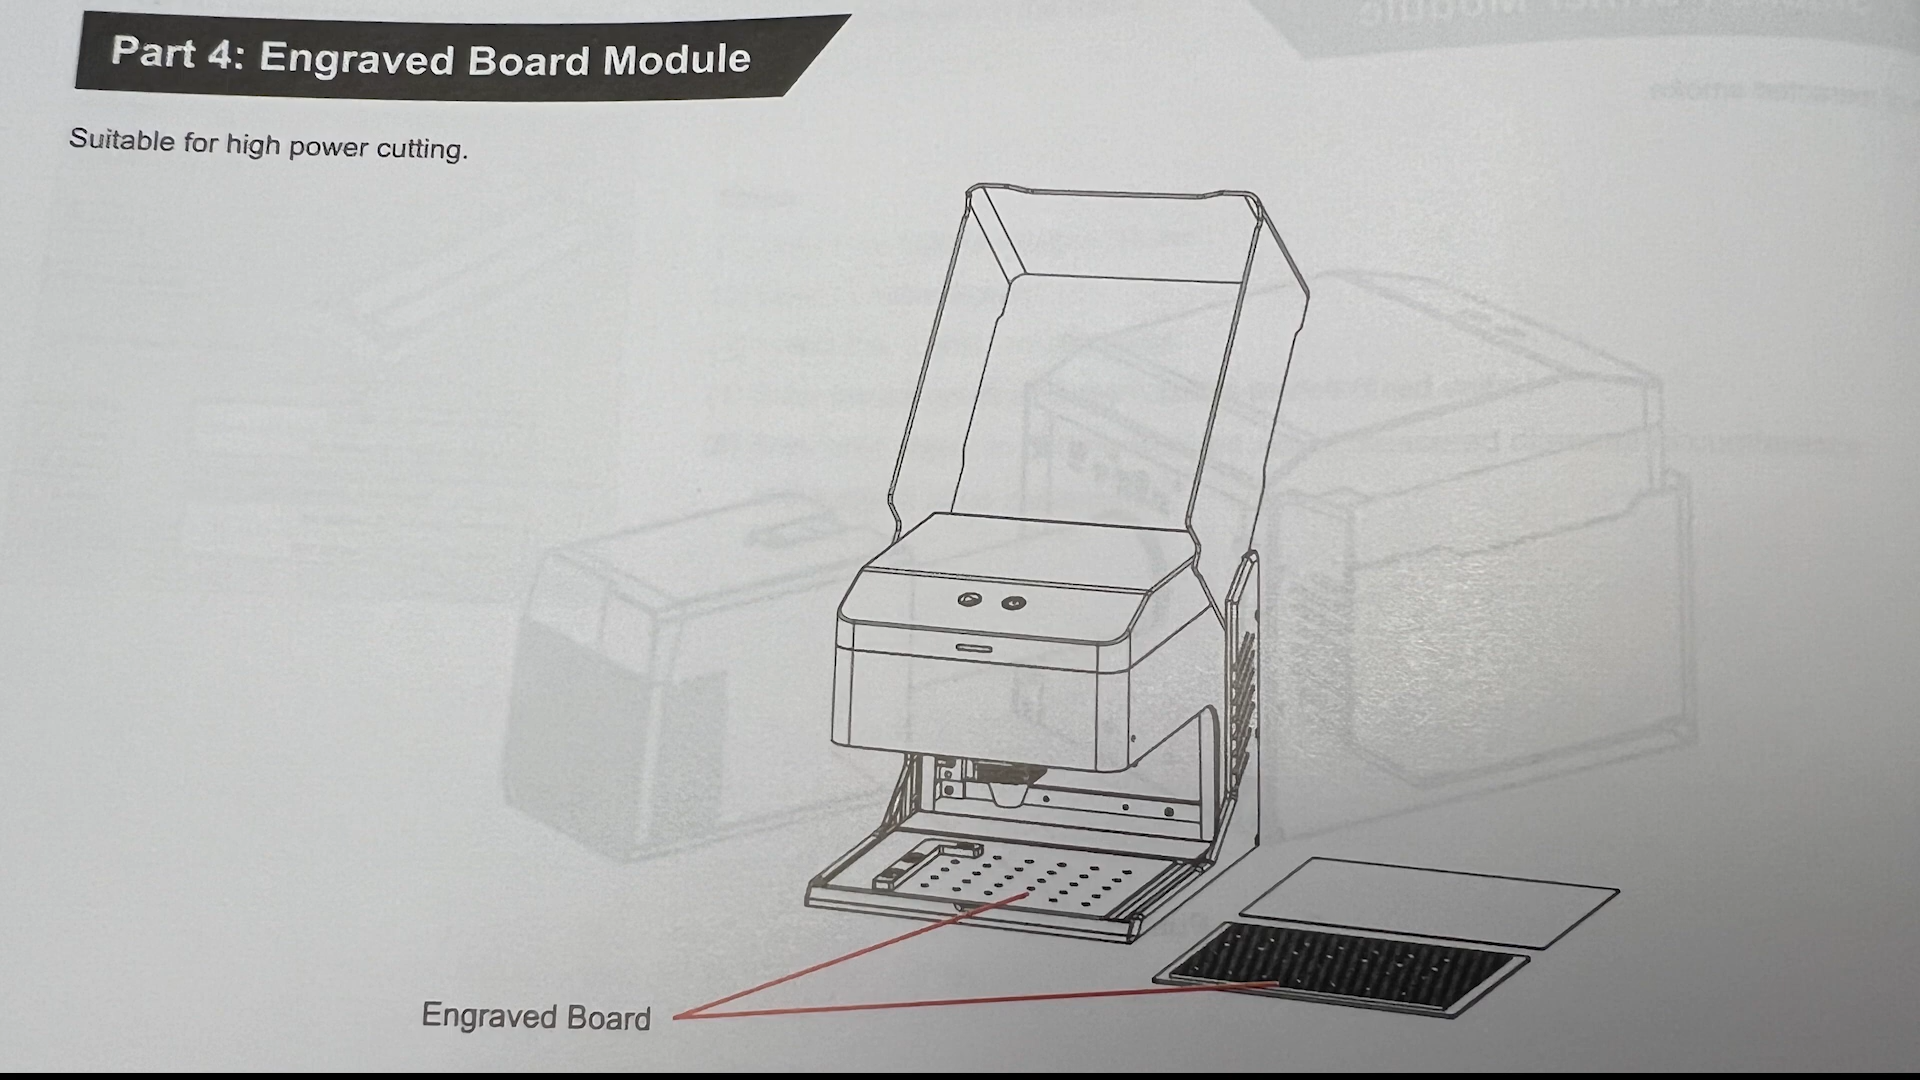 Part 4: Engraved Board Module
Suitable for high power cutting.
Engraved Board